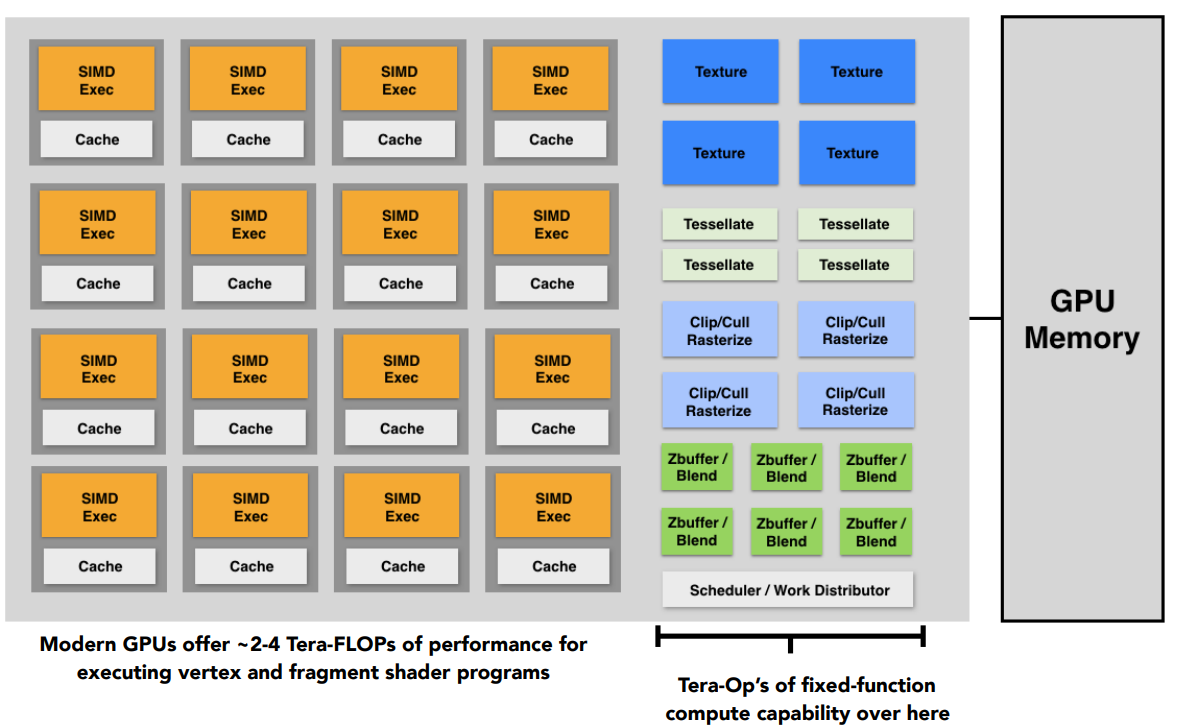 SIMD
Exec
Cache
SIMD
Exec
Cache
SIMD
Exec
Cache
SIMD
Exec
Cache
SIMD
Exec
Cache
SIMD
Exec
Cache
SIMD
Exec
Cache
SIMD
Exec
Cache
SIMD
Exec
Cache
SIMD
Exec
Cache
SIMD
Exec
Cache
SIMD
Exec
Cache
SIMD
Exec
Cache
SIMD
Exec
Cache
SIMD
Exec
Cache
SIMD
Exec
Cache
Texture
Texture
Texture
Texture
Tessellate
Tessellate
Tessellate
Tessellate
Clip/Cull
Rasterize
Clip/Cull
Rasterize
Clip/Cull
Rasterize
Clip/Cull
Rasterize
Zbuffer /
Blend
Zbuffer /
Blend
Zbuffer /
Blend
Zbuffer /
Blend
Zbuffer /
Blend
Zbuffer /
Blend
Scheduler / Work Distributor
GPU
Memory
Modern GPUs offer ~2-4 Tera-FLOPs of performance for
executing vertex and fragment shader programs
Tera-Op's of fixed-function
compute capability over here